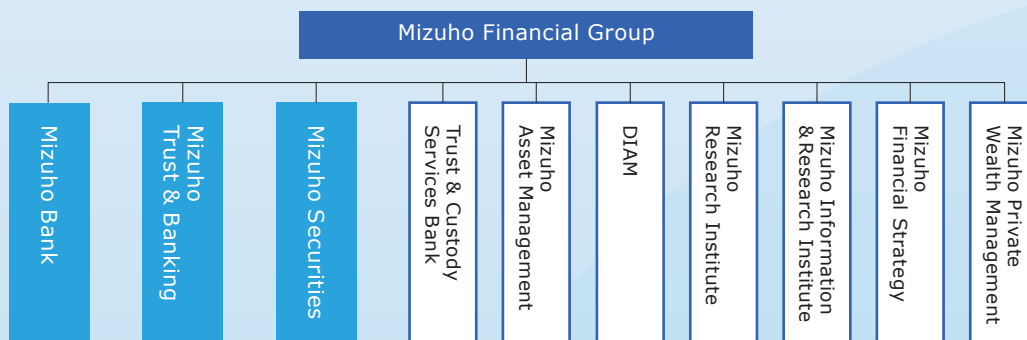 Mizuho Financial Group
Mizuho Bank
Mizuho
Trust & Banking
Mizuho Securities
Trust & Custody
Services Bank
Mizuho
Asset Management
DIAM
Mizuho
Research Institute
Mizuho Information
&Research Institute
Mizuho
Financial Strategy
Mizuho Private
Wealth Management